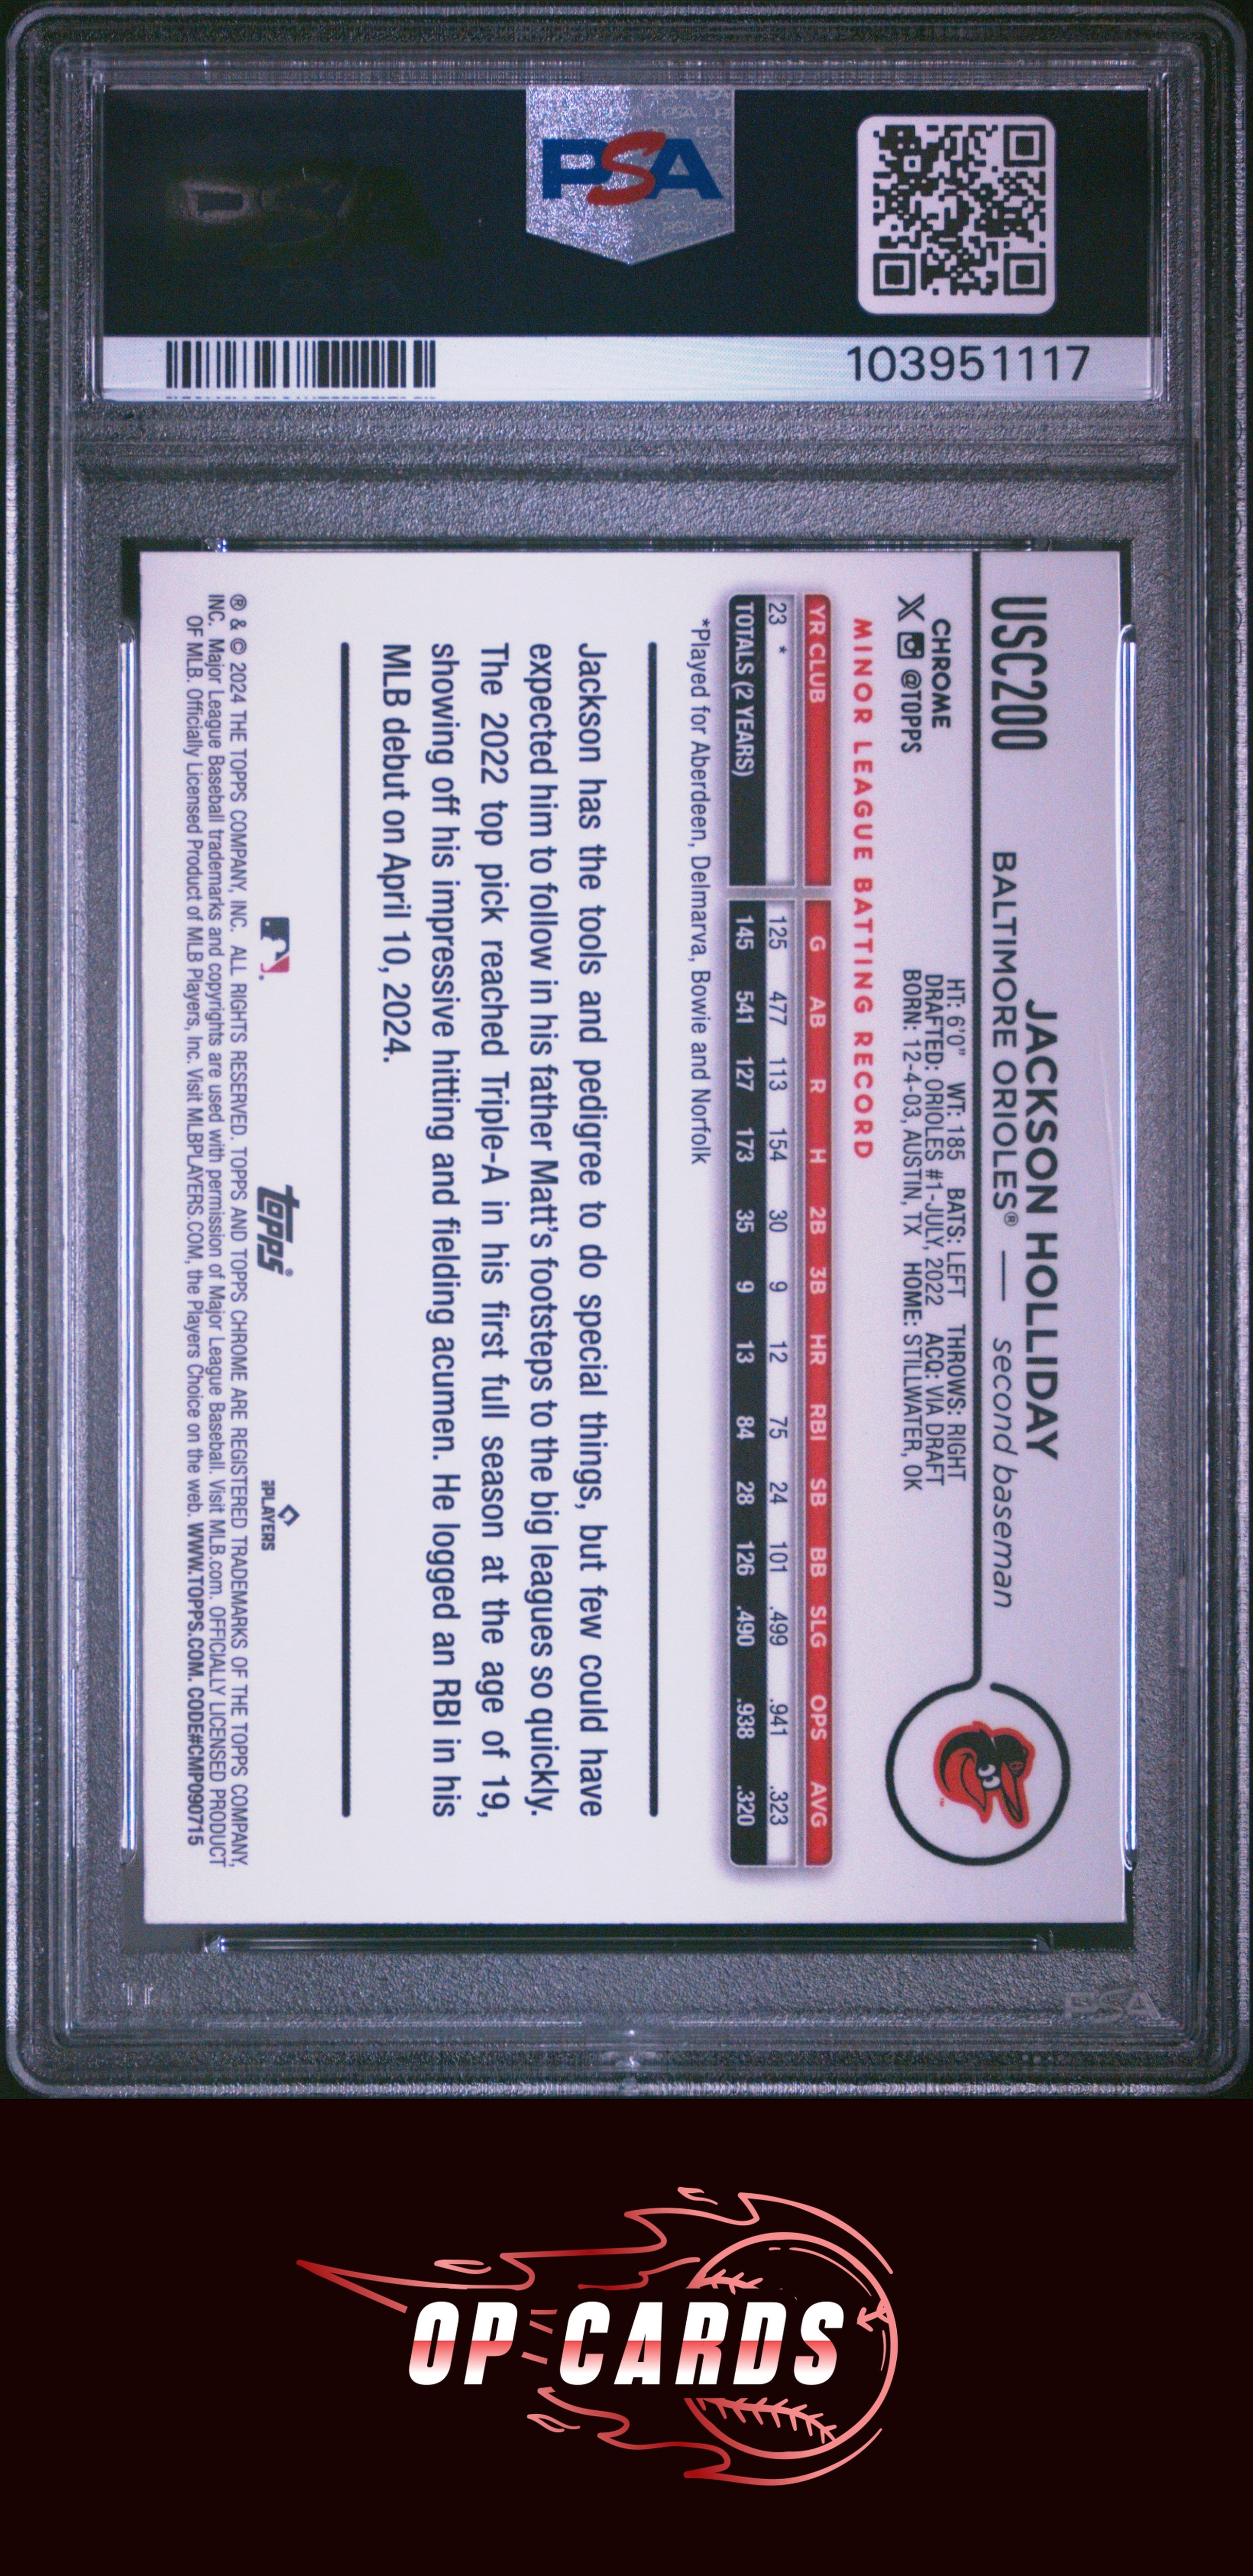 PSA
103951117
USC200
JACKSON HOLLIDAY
BALTIMORE ORIOLES® — second baseman
CHROME
X @TOPPS
HT: 6'0" WT: 185 BATS: LEFT THROWS: RIGHT
DRAFTED: ORIOLES #1-JULY, 2022 ACQ: VIA DRAFT
BORN: 12-4-03, AUSTIN, TX HOME: STILLWATER, OK
MINOR LEAGUE BATTING RECORD
YR CLUB G AB R H 2B 3B HR RBI SB BB SLG OPS AVG
23 * 125 477 113 154 30 9 12 75 24 101 .499 .941 .323
TOTALS (2 YEARS) 145 541 127 173 35 9 13 84 28 126 .490 .938 .320
*Played for Aberdeen, Delmarva, Bowie and Norfolk
Jackson has the tools and pedigree to do special things, but few could have
expected him to follow in his father Matt's footsteps to the big leagues so quickly.
The 2022 top pick reached Triple-A in his first full season at the age of 19,
showing off his impressive hitting and fielding acumen. He logged an RBI in his
MLB debut on April 10, 2024.
topps®
PLAYERS
® & © 2024 THE TOPPS COMPANY, INC. ALL RIGHTS RESERVED. TOPPS AND TOPPS CHROME ARE REGISTERED TRADEMARKS OF THE TOPPS COMPANY,
INC. Major League Baseball trademarks and copyrights are used with permission of Major League Baseball. Visit MLB.com. OFFICIALLY LICENSED PRODUCT
OF MLB. Officially Licensed Product of MLB Players, Inc. Visit MLBPLAYERS.COM, the Players Choice on the web. WWW.TOPPS.COM. CODE#CMP090715
PSA
OP CARDS